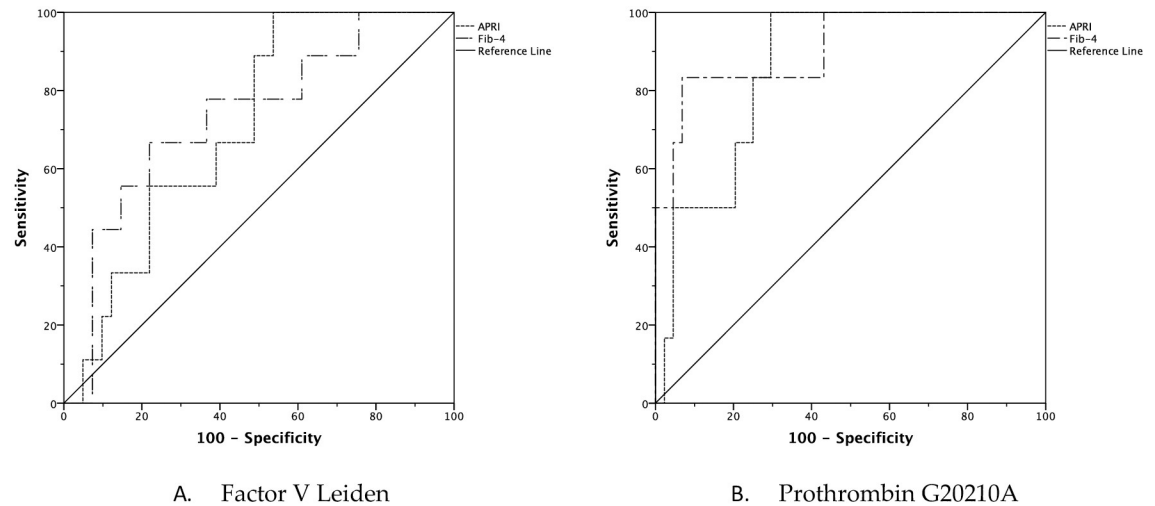 100
80
60
40
20
0
Sensitivity
0 20 40 60 80 100
100 – Specificity
APRI
Fib-4
Reference Line
A. Factor V Leiden
100
80
60
40
20
0
Sensitivity
0 20 40 60 80 100
100 – Specificity
APRI
Fib-4
Reference Line
B. Prothrombin G20210A